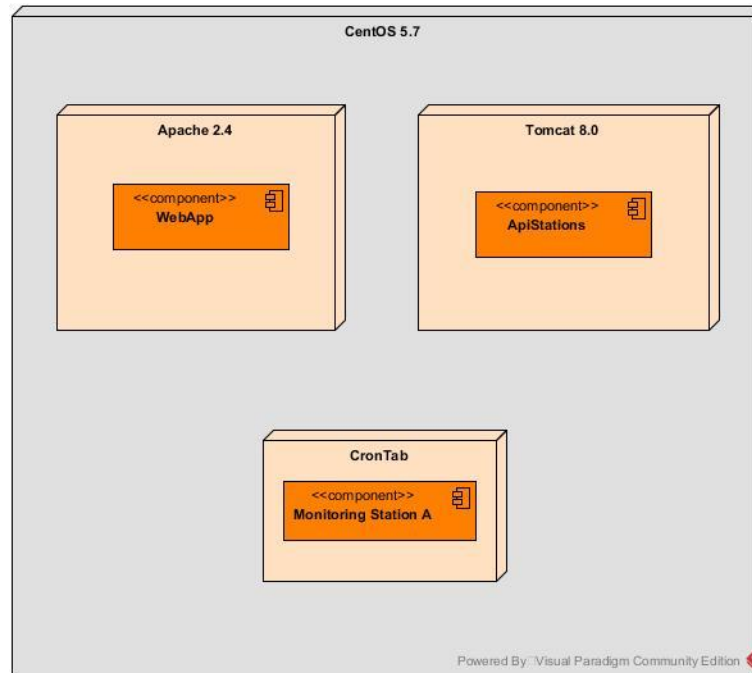 CentOS 5.7
Apache 2.4
<<component>>
WebApp
Tomcat 8.0
<<component>>
ApiStations
CronTab
<<component>>
Monitoring Station A
Powered By□Visual Paradigm Community Edition